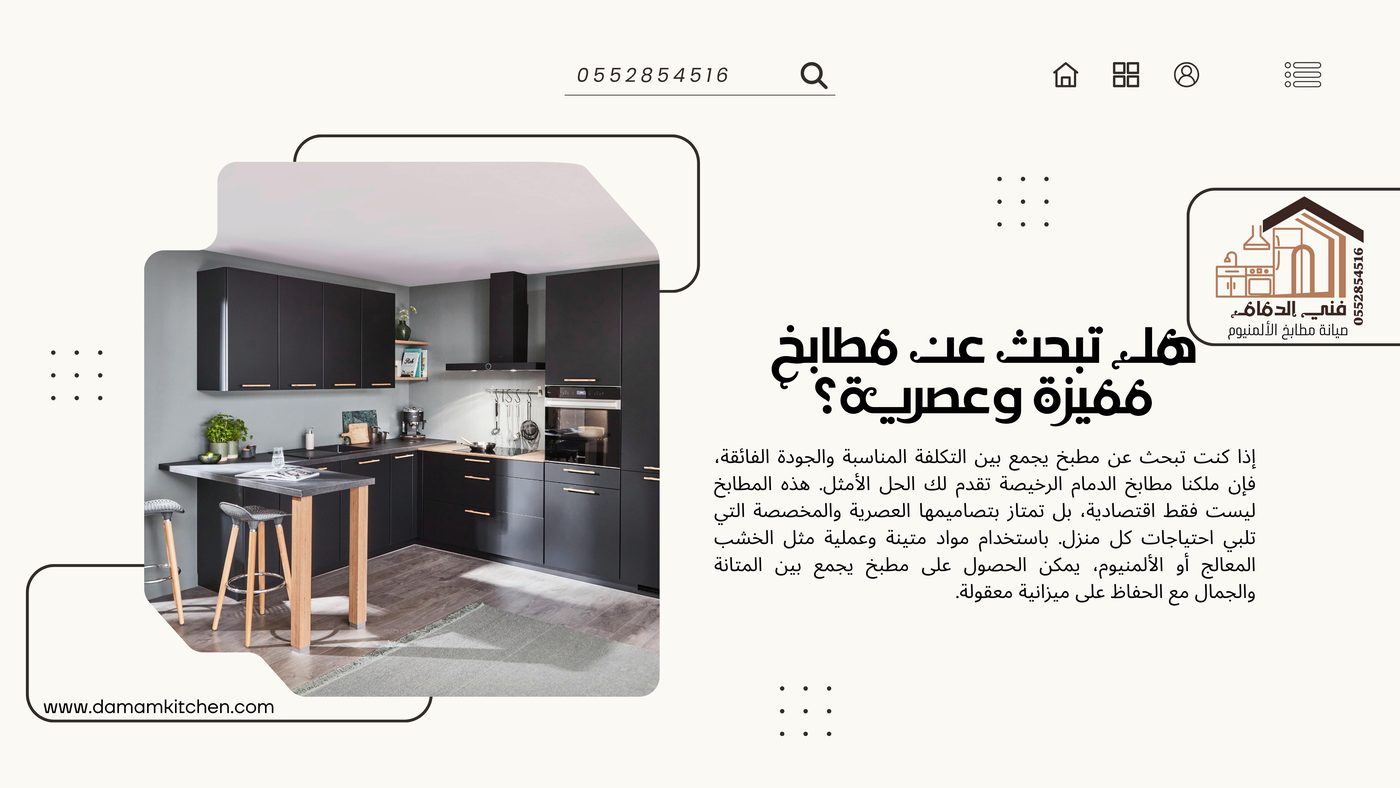 0552854516
0552854516
فني الدمام
صيانة مطابخ الألمنيوم
هل تبحث عن مطابخ
مميزة وعصرية؟
إذا كنت تبحث عن مطبخ يجمع بين التكلفة المناسبة والجودة الفائقة،
فإن ملكنا مطابخ الدمام الرخيصة تقدم لك الحل الأمثل. هذه المطابخ
ليست فقط اقتصادية، بل تمتاز بتصاميمها العصرية والمخصصة التي
تلبي احتياجات كل منزل. باستخدام مواد متينة وعملية مثل الخشب
المعالج أو الألمنيوم، يمكن الحصول على مطبخ يجمع بين المتانة
والجمال مع الحفاظ على ميزانية معقولة.
www.damamkitchen.com